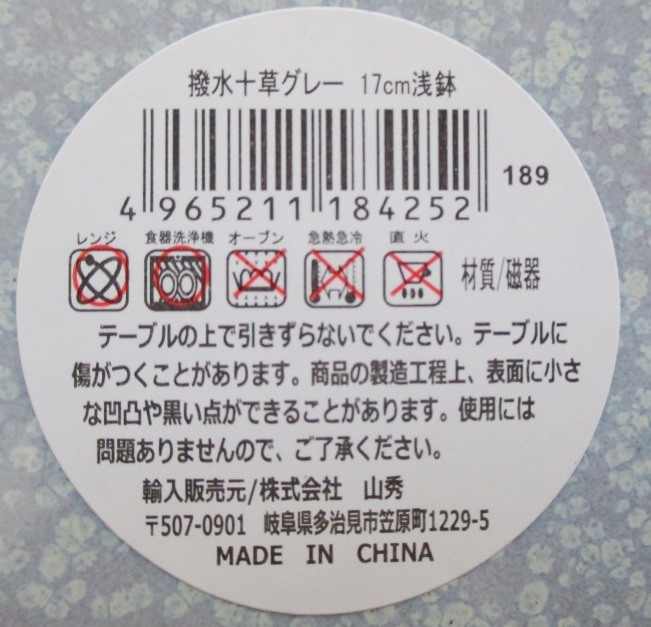 撥水十草グレー 17cm浅鉢
189
4 965211 184252
レンジ 食器洗浄機 オーブン 急熱急冷 直火
材質/磁器
テーブルの上で引きずらないでください。テーブルに
傷がつくことがあります。商品の製造工程上、表面に小さ
な凹凸や黒い点ができることがあります。使用には
問題ありませんので、ご了承ください。
輸入販売元/株式会社 山秀
〒507-0901 岐阜県多治見市笠原町1229-5
MADE IN CHINA